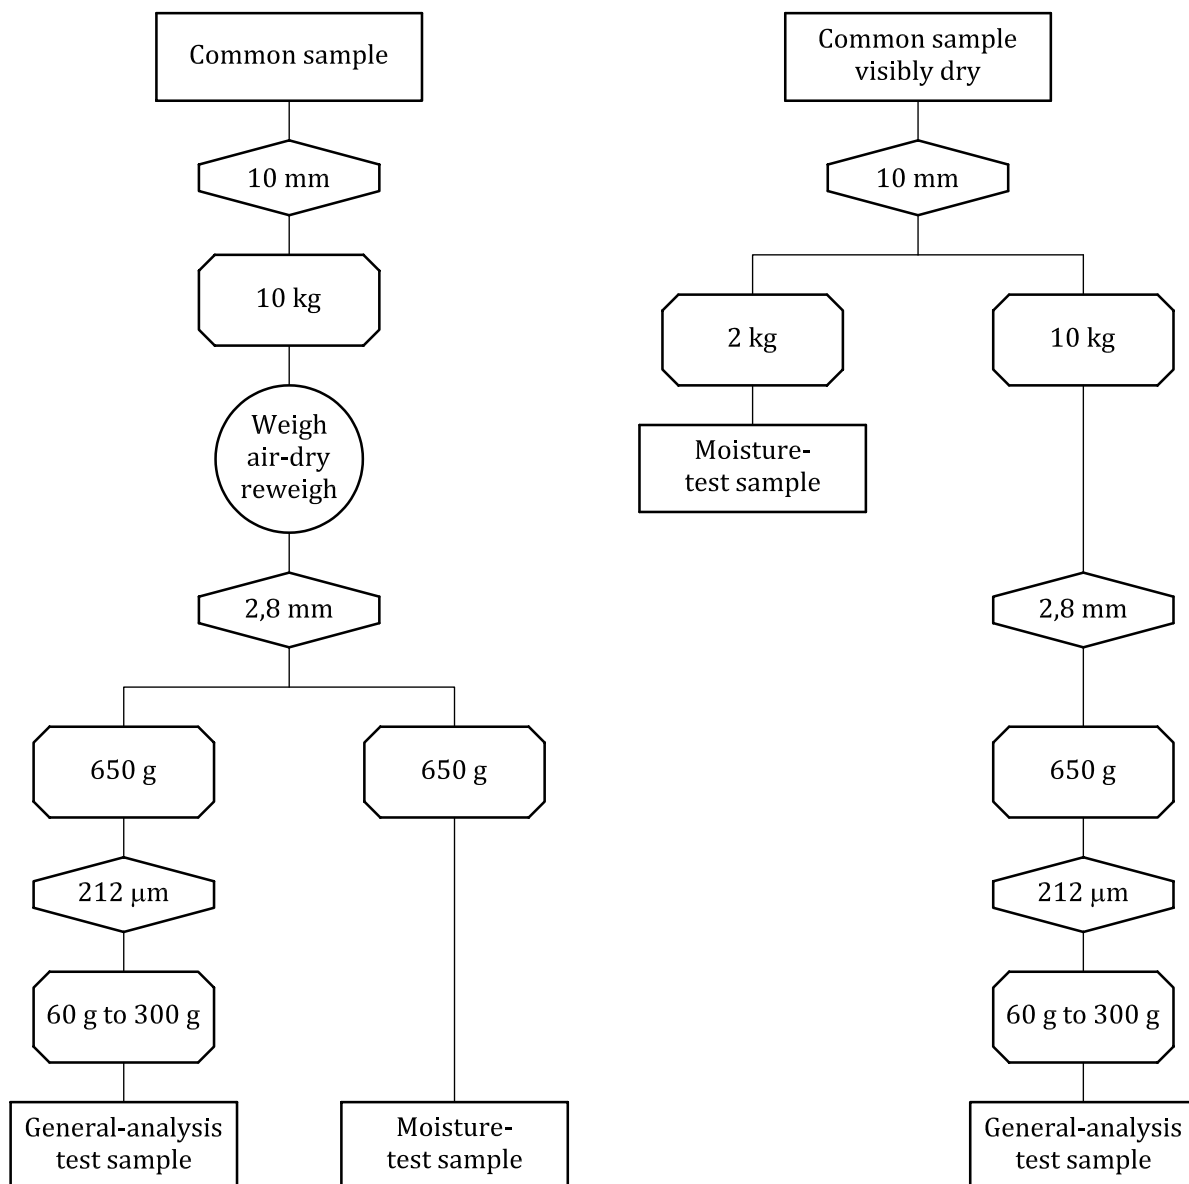 Common sample
10 mm
10 kg
Weigh
air-dry
reweigh
2,8 mm
650 g
650 g
212 μm
60 g to 300 g
General-analysis
test sample
Moisture-
test sample
Common sample
visibly dry
10 mm
2 kg
10 kg
Moisture-
test sample
2,8 mm
650 g
212 μm
60 g to 300 g
General-analysis
test sample